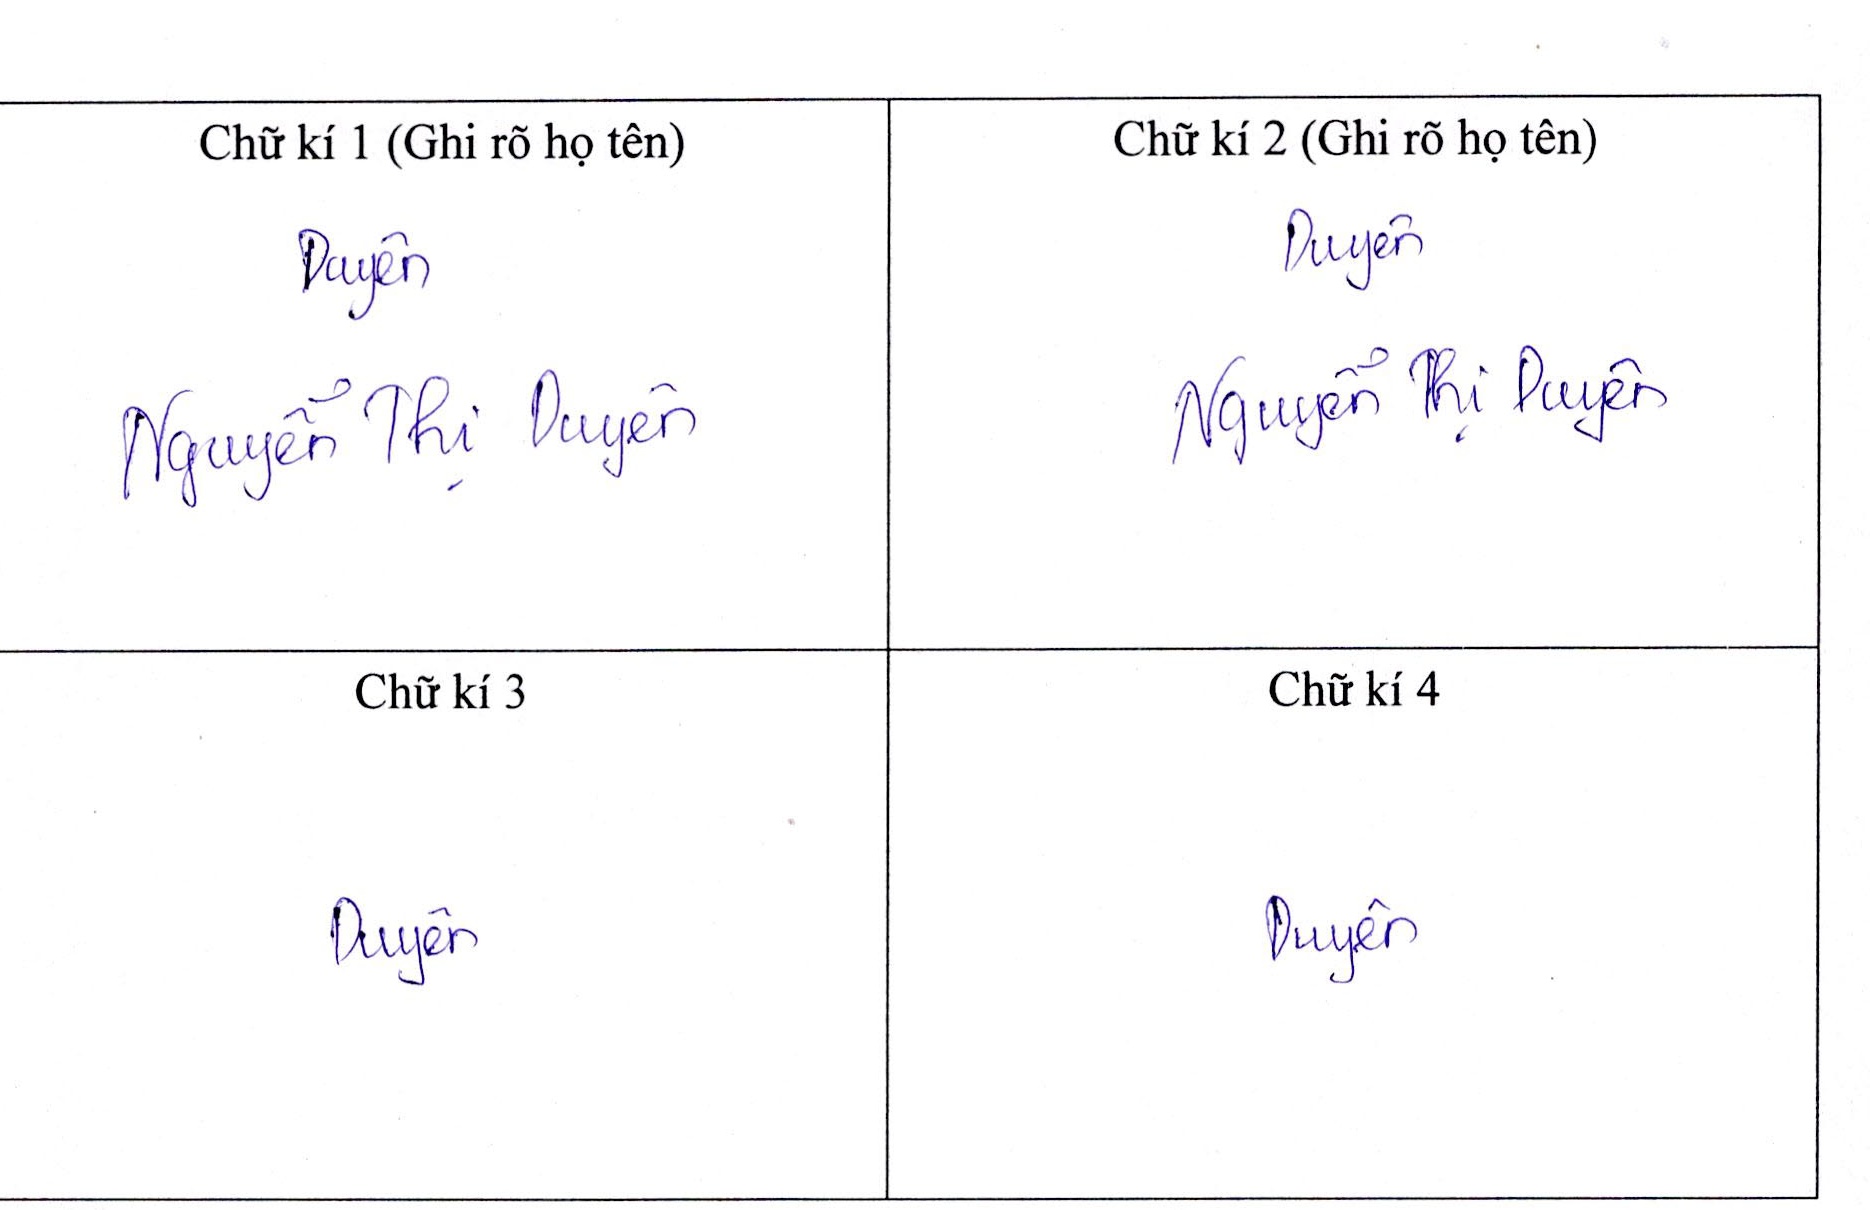 Chữ kí 1 (Ghi rõ họ tên)
Duyên
Nguyễn Thị Duyên
Chữ kí 2 (Ghi rõ họ tên)
Duyên
Nguyễn Thị Duyên
Chữ kí 3
Duyên
Chữ kí 4
Duyên